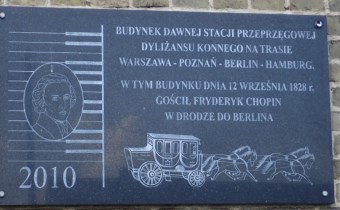 BUDYNEK DAWNEJ STACJI PRZEPRZĘGOWEJ
DYLIŻANSU KONNEGO NA TRASIE
WARSZAWA - POZNAŃ - BERLIN - HAMBURG.
W TYM BUDYNKU DNIA 12 WRZEŚNIA 1828 r.
GOŚCIŁ FRYDERYK CHOPIN
W DRODZE DO BERLINA
2010